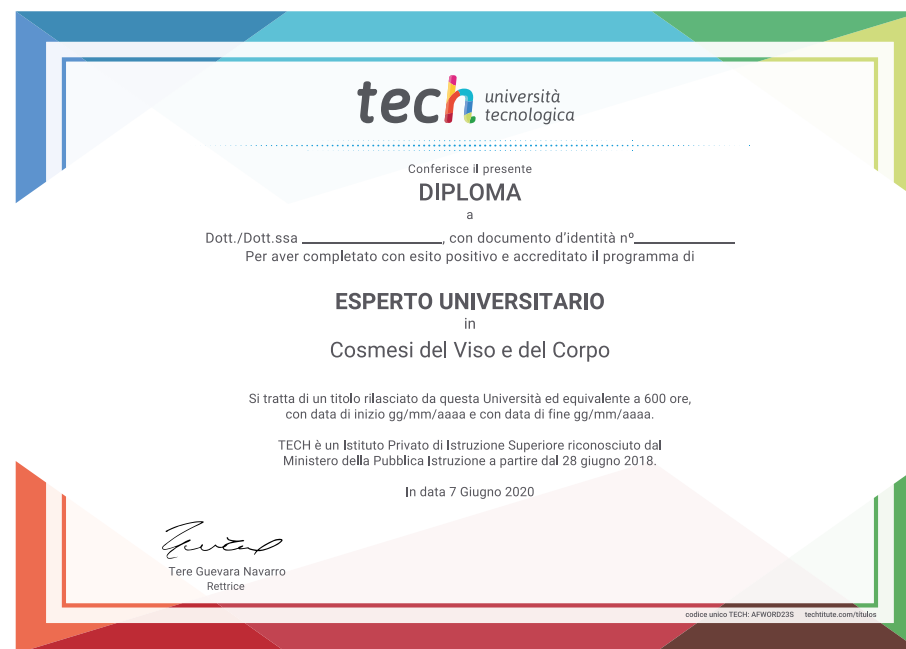 tech università
tecnologica
Conferisce il presente
DIPLOMA
a
Dott./Dott.ssa ____________________, con documento d'identità nº______________
Per aver completato con esito positivo e accreditato il programma di
ESPERTO UNIVERSITARIO
in
Cosmesi del Viso e del Corpo
Si tratta di un titolo rilasciato da questa Università ed equivalente a 600 ore,
con data di inizio gg/mm/aaaa e con data di fine gg/mm/aaaa.
TECH è un Istituto Privato di Istruzione Superiore riconosciuto dal
Ministero della Pubblica Istruzione a partire dal 28 giugno 2018.
In data 7 Giugno 2020
Tere Guevara Navarro
Rettrice
codice unico TECH: AFWORD23S techtitute.com/titulos